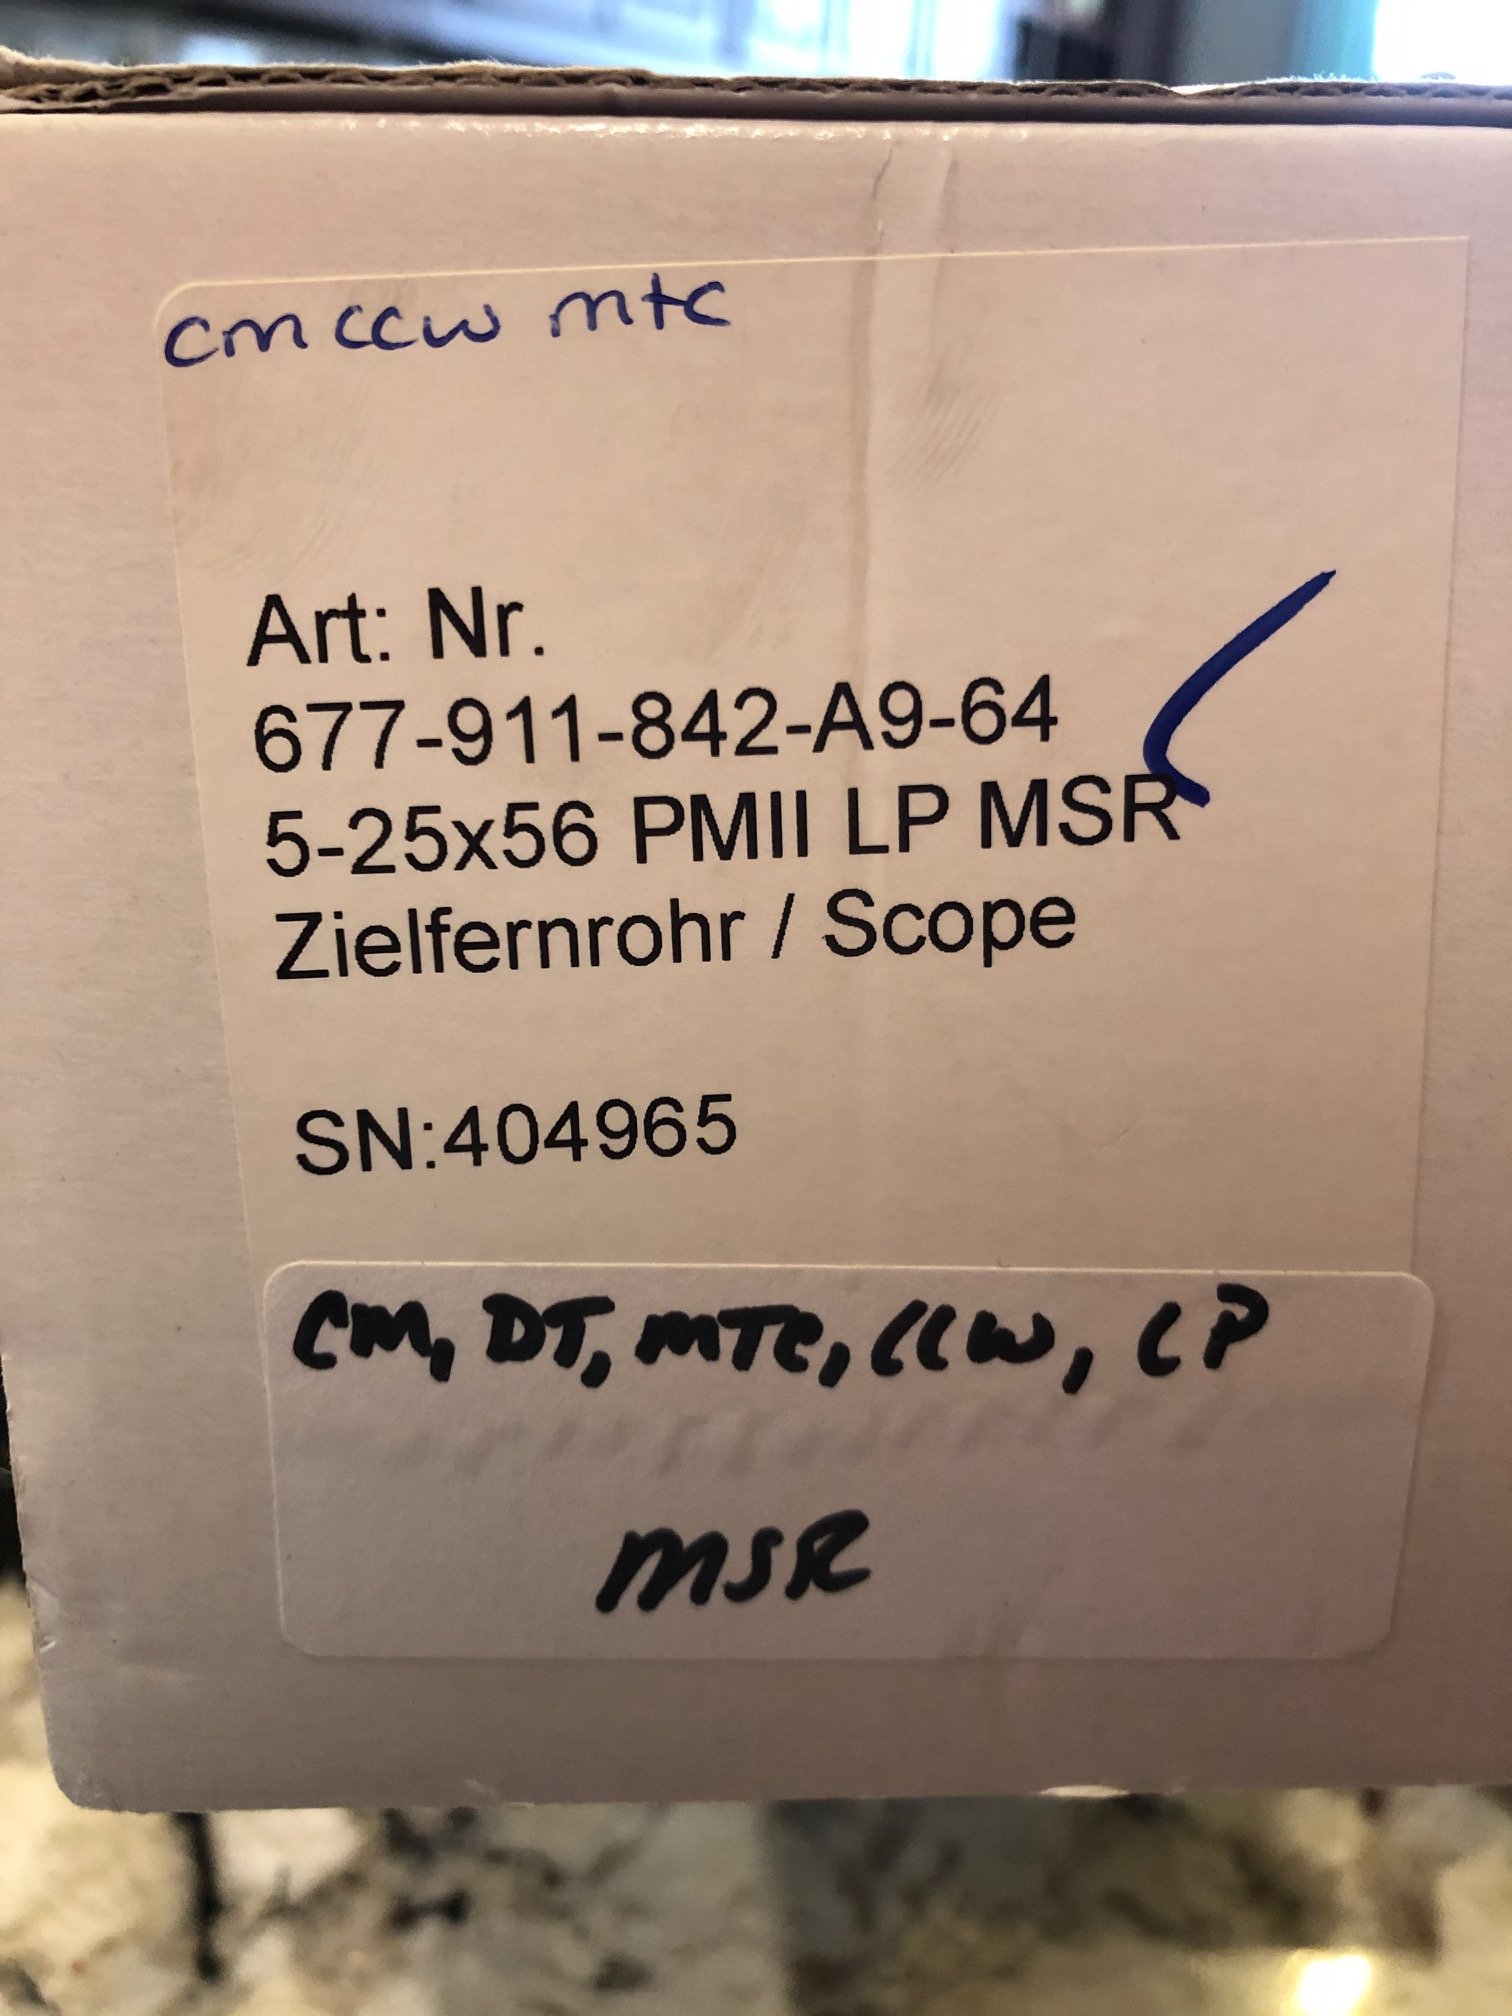 cm ccw mtc
Art: Nr.
677-911-842-A9-64
5-25x56 PMII LP MSR
Zielfernrohr / Scope
SN:404965
CM, DT, MTC, CCW, LP
MSR